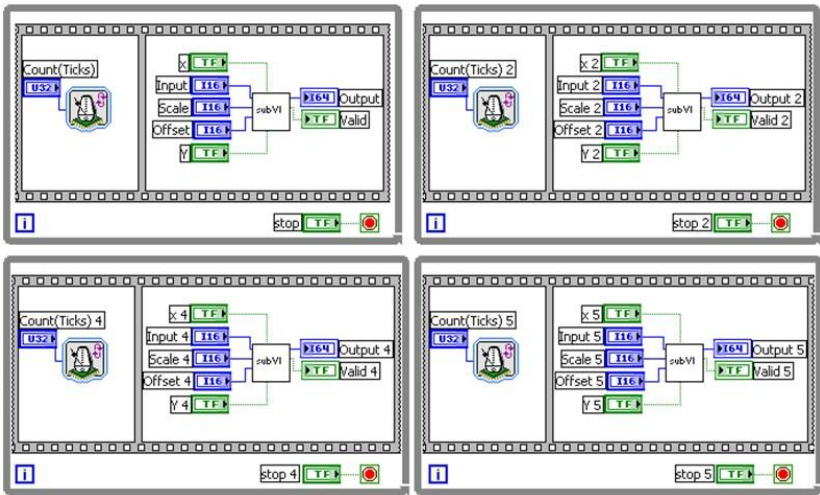 x TF
Count(Ticks)
Input I16
U32
I64 Output
Scale I16
subVI
TF Valid
Offset I16
Y TF
i
stop TF
x 2 TF
Count(Ticks) 2
Input 2 I16
U32
I64 Output 2
Scale 2 I16
subVI
TF Valid 2
Offset 2 I16
Y 2 TF
i
stop 2 TF
x 4 TF
Count(Ticks) 4
Input 4 I16
U32
I64 Output 4
Scale 4 I16
subVI
TF Valid 4
Offset 4 I16
Y 4 TF
i
stop 4 TF
x 5 TF
Count(Ticks) 5
Input 5 I16
U32
I64 Output 5
Scale 5 I16
subVI
TF Valid 5
Offset 5 I16
Y 5 TF
i
stop 5 TF